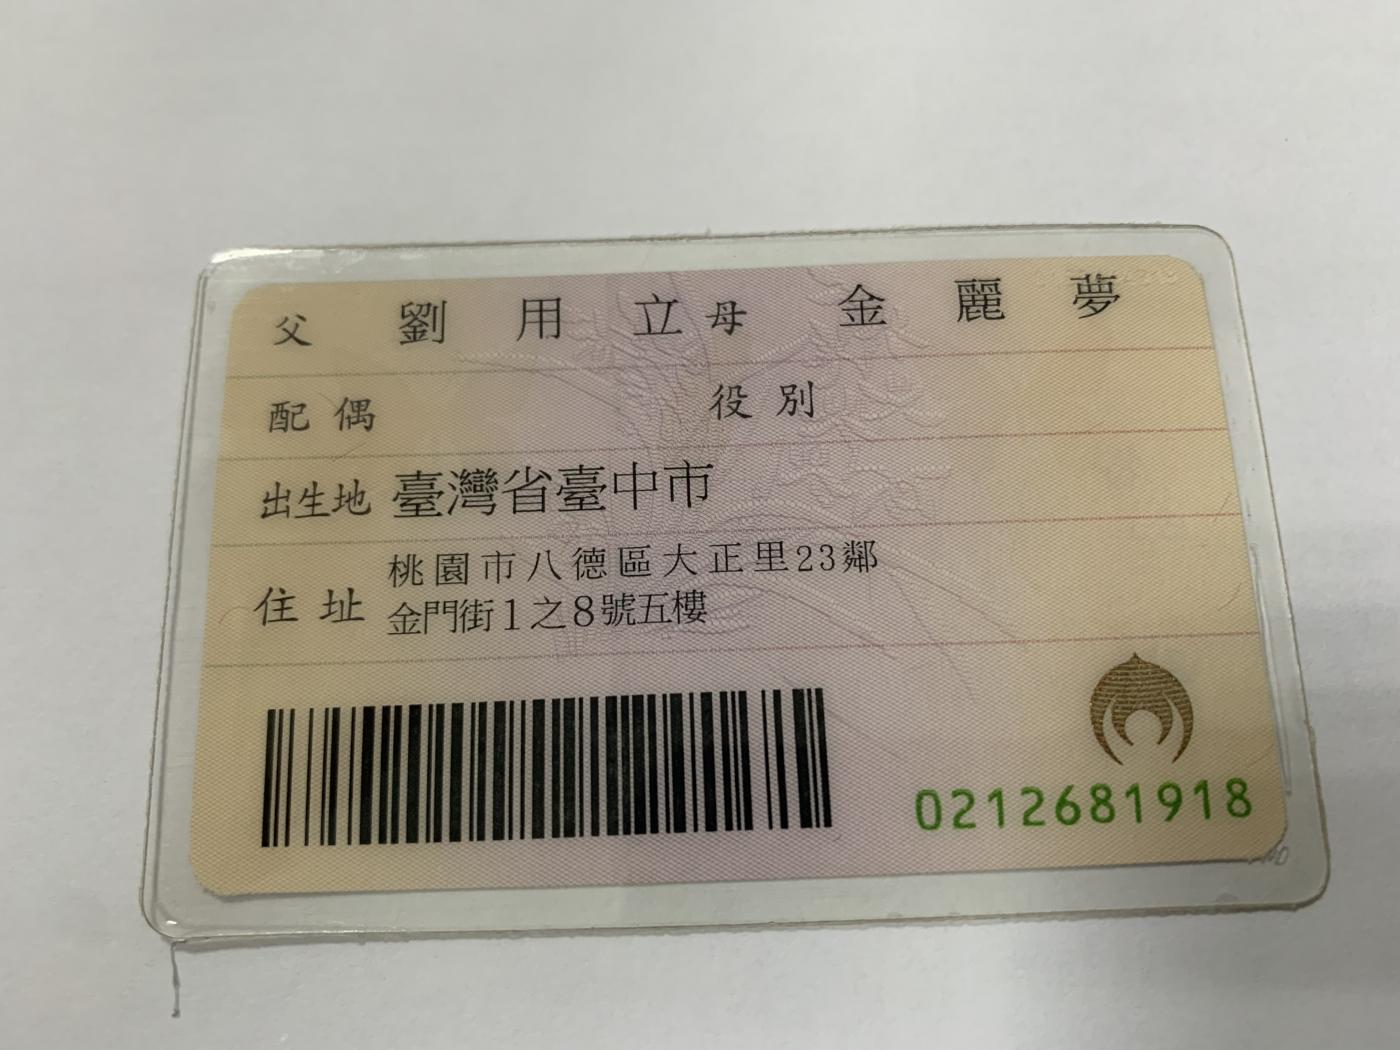 父 劉用立 母 金麗夢
配偶 役別
出生地 臺灣省臺中市
住址 桃園市八德區大正里23鄰
金門街1之8號五樓
0212681918